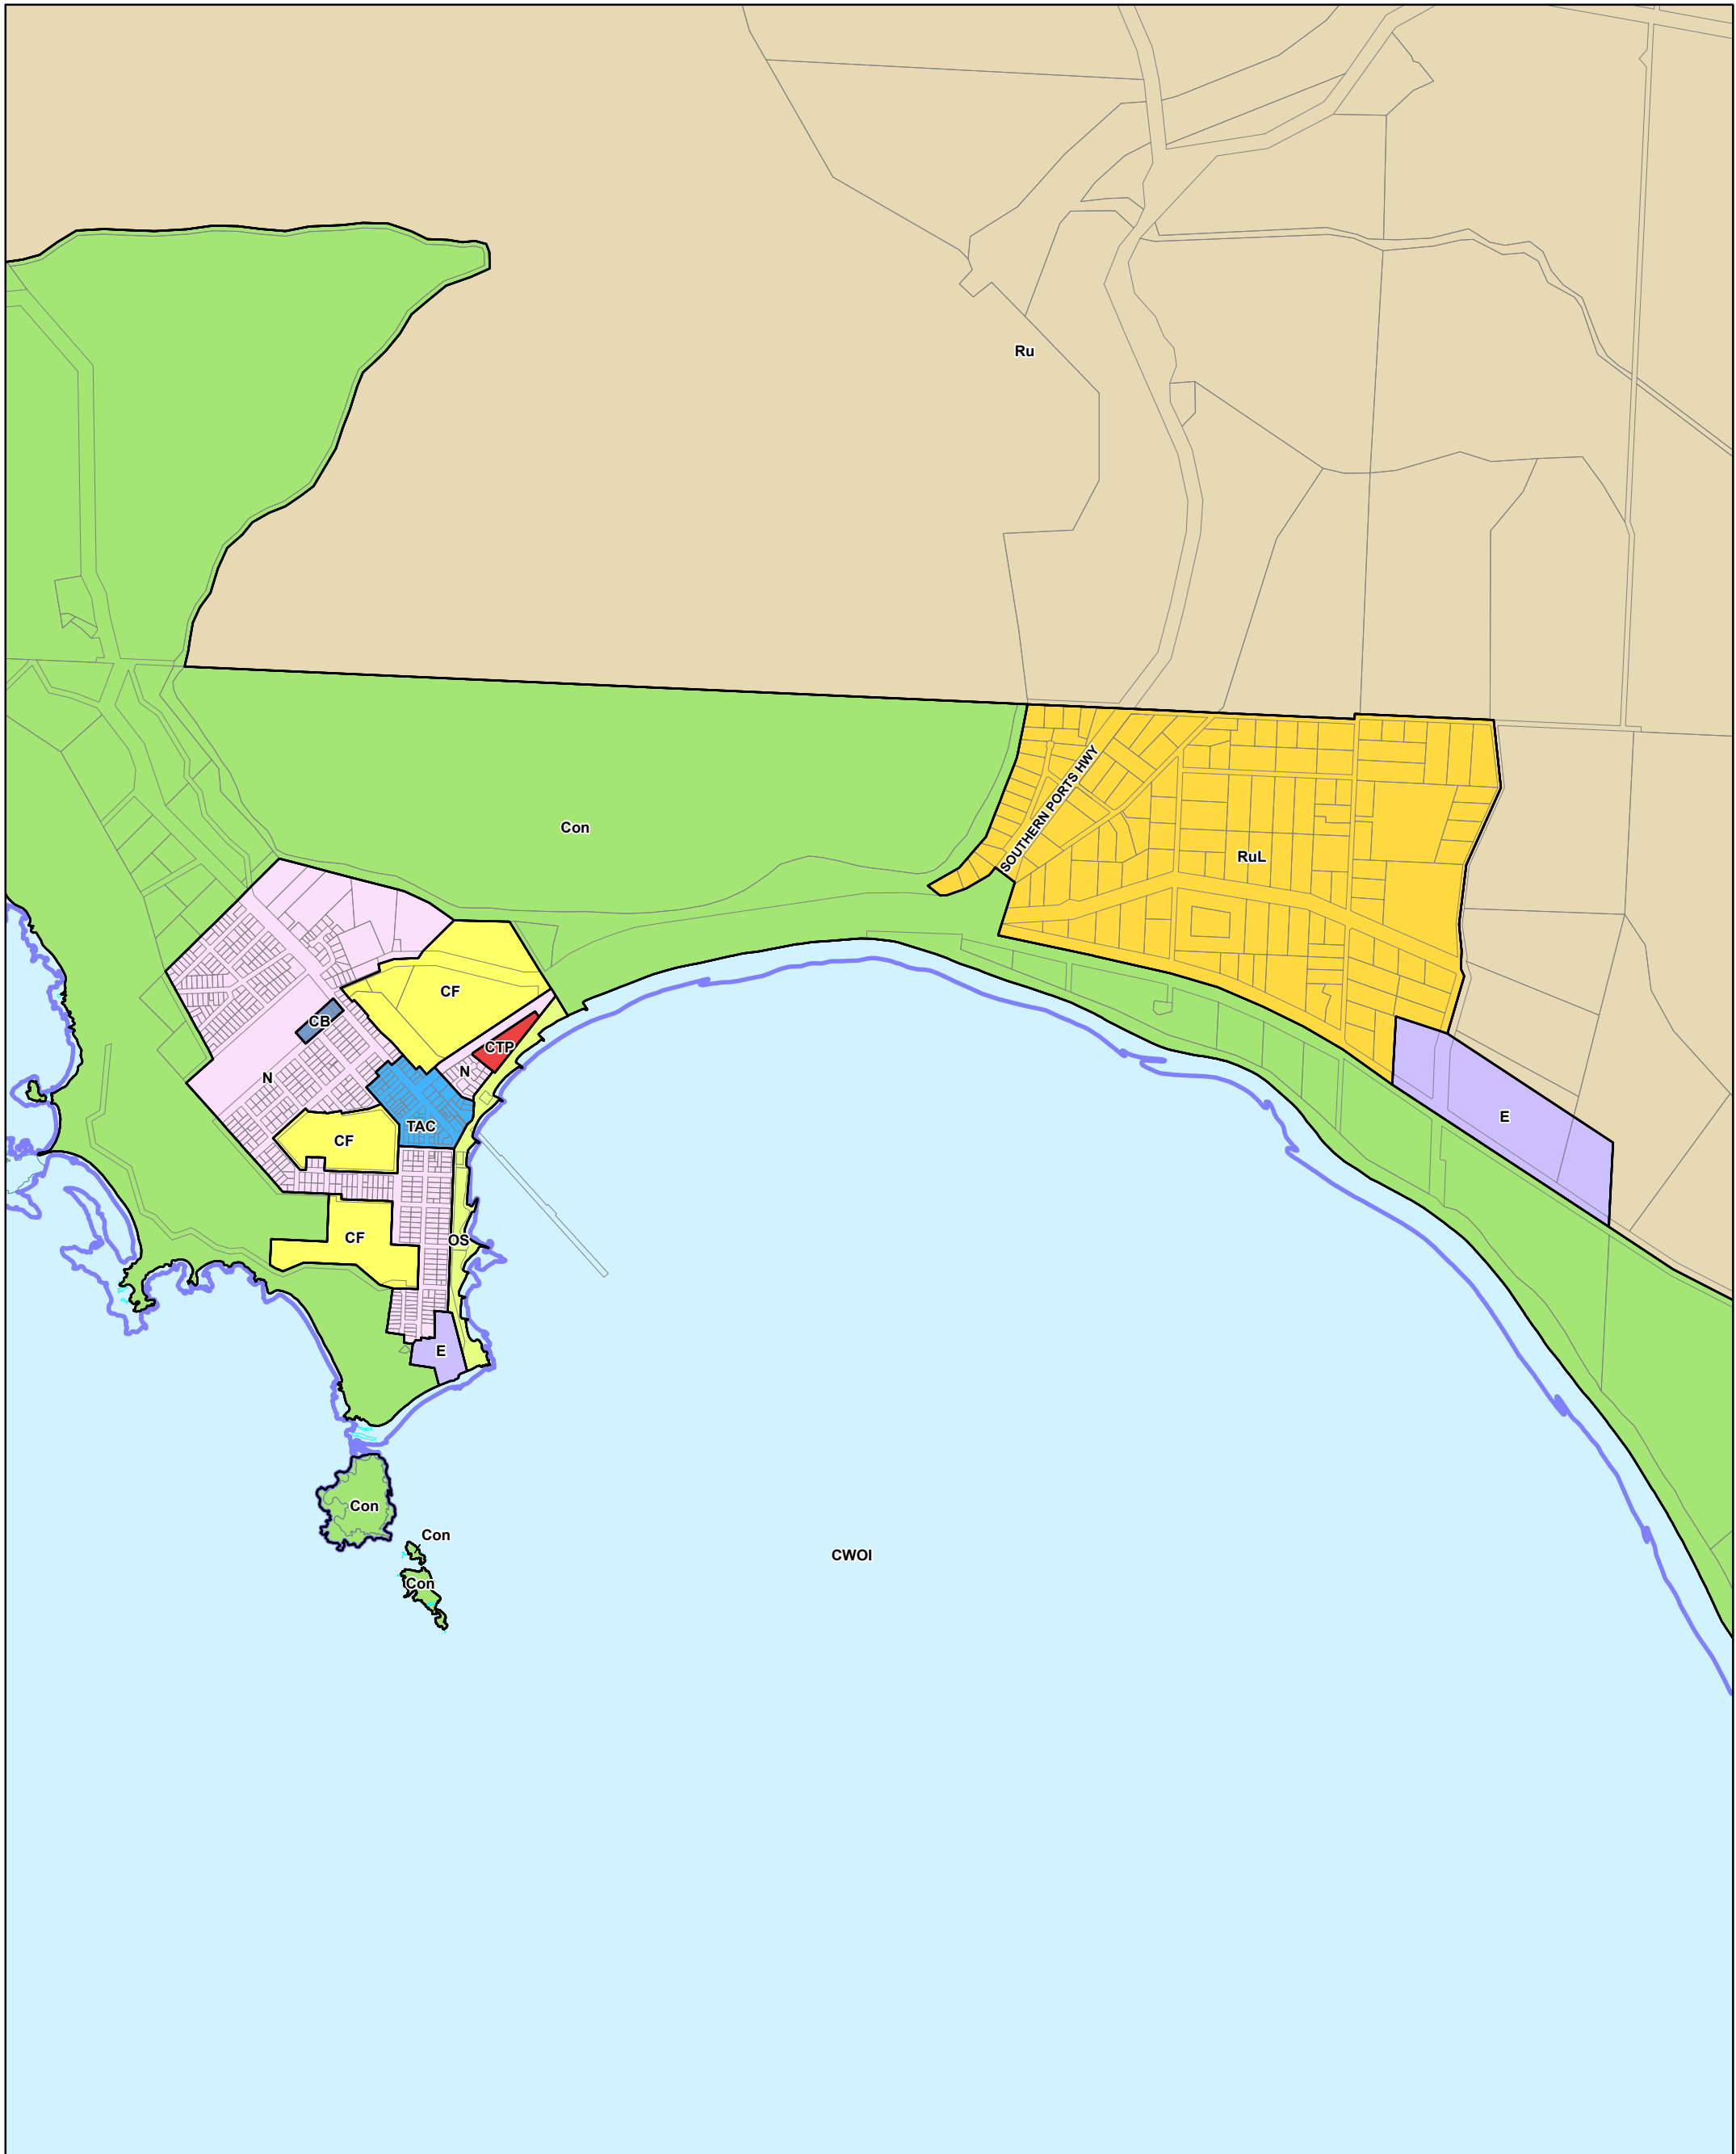 Ru
SOUTHERN PORTS HWY
Con
RuL
CF
CB
CTP
N
N
TAC
E
CF
CF
OS
E
Con
Con
CWOI
Con